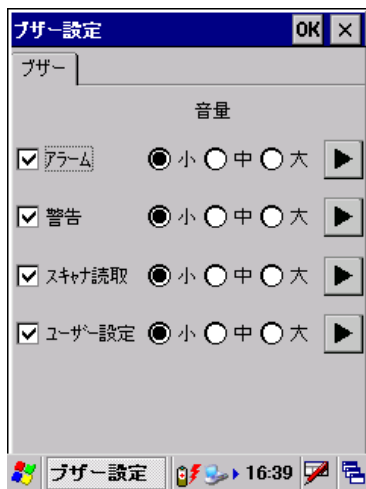 ブザー設定 OK ×
ブザー
音量
ｱﾗｰﾑ 小 中 大
警告 小 中 大
ｽｷｬﾅ読取 小 中 大
ﾕｰｻﾞｰ設定 小 中 大
ブザー設定 16:39